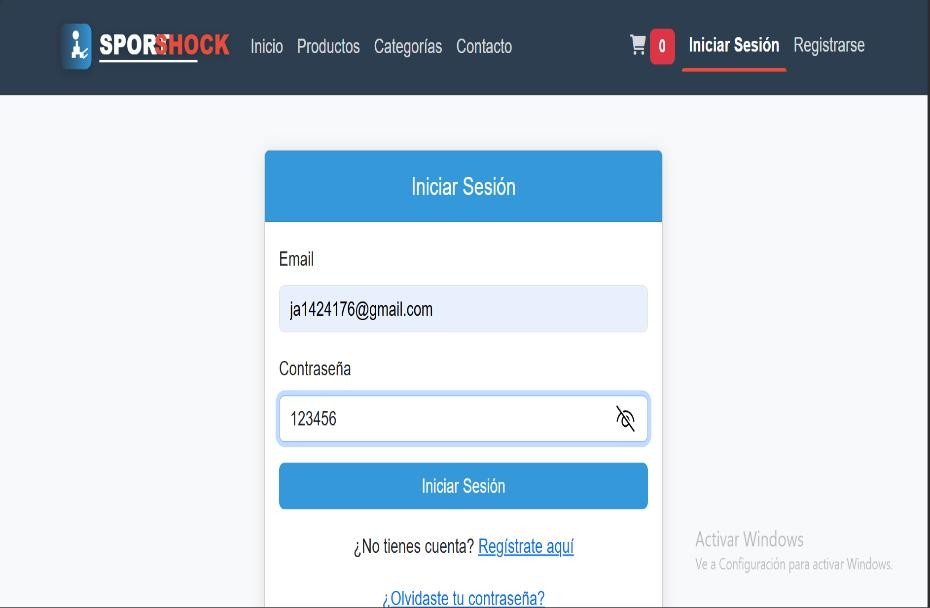 SPORTSHOCK Inicio Productos Categorías Contacto 0 Iniciar Sesión Registrarse
Iniciar Sesión
Email
ja1424176@gmail.com
Contraseña
123456
Iniciar Sesión
¿No tienes cuenta? Regístrate aquí
Activar Windows
Ve a Configuración para activar Windows.
¿Olvidaste tu contraseña?